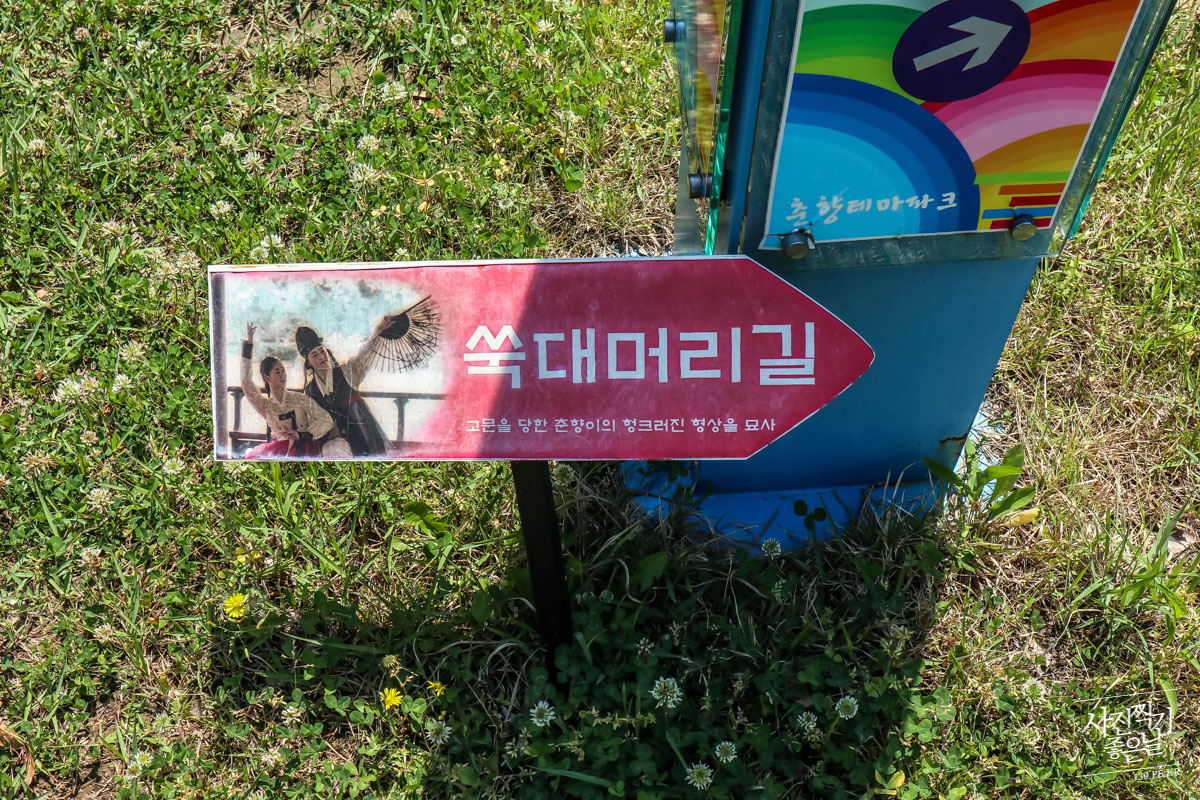 춘향테마파크
쑥대머리길
고문을 당한 춘향이의 헝크러진 형상을 묘사
사진찍기
좋은날